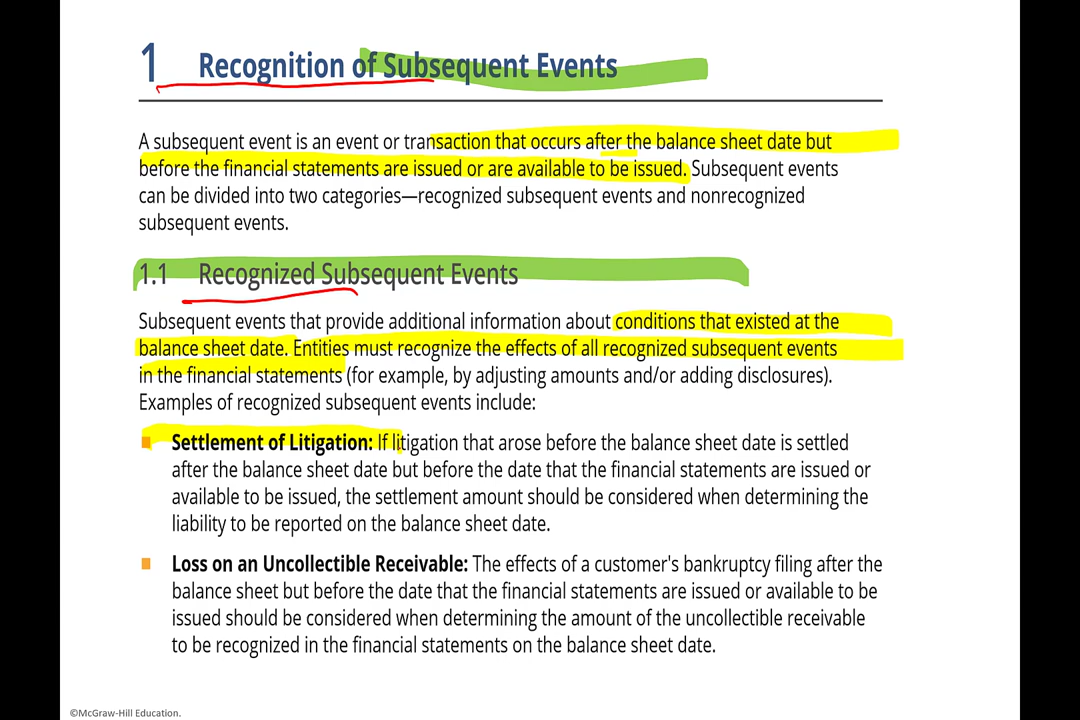 1 Recognition of Subsequent Events
A subsequent event is an event or transaction that occurs after the balance sheet date but
before the financial statements are issued or are available to be issued. Subsequent events
can be divided into two categories—recognized subsequent events and nonrecognized
subsequent events.
1.1 Recognized Subsequent Events
Subsequent events that provide additional information about conditions that existed at the
balance sheet date. Entities must recognize the effects of all recognized subsequent events
in the financial statements (for example, by adjusting amounts and/or adding disclosures).
Examples of recognized subsequent events include:
■ Settlement of Litigation: If litigation that arose before the balance sheet date is settled
after the balance sheet date but before the date that the financial statements are issued or
available to be issued, the settlement amount should be considered when determining the
liability to be reported on the balance sheet date.
■ Loss on an Uncollectible Receivable: The effects of a customer's bankruptcy filing after the
balance sheet but before the date that the financial statements are issued or available to be
issued should be considered when determining the amount of the uncollectible receivable
to be recognized in the financial statements on the balance sheet date.
©McGraw-Hill Education.